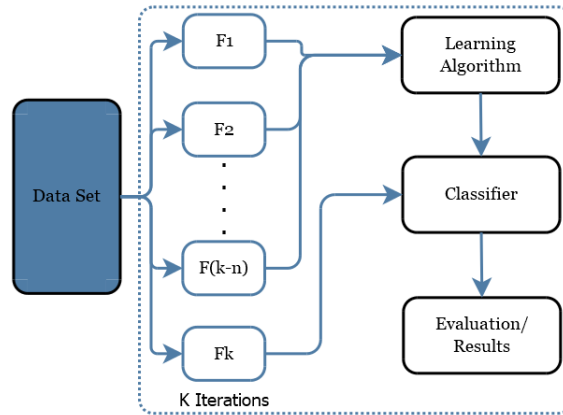 F1
Learning
Algorithm
F2
Data Set
Classifier
F(k-n)
Evaluation/
Results
Fk
K Iterations